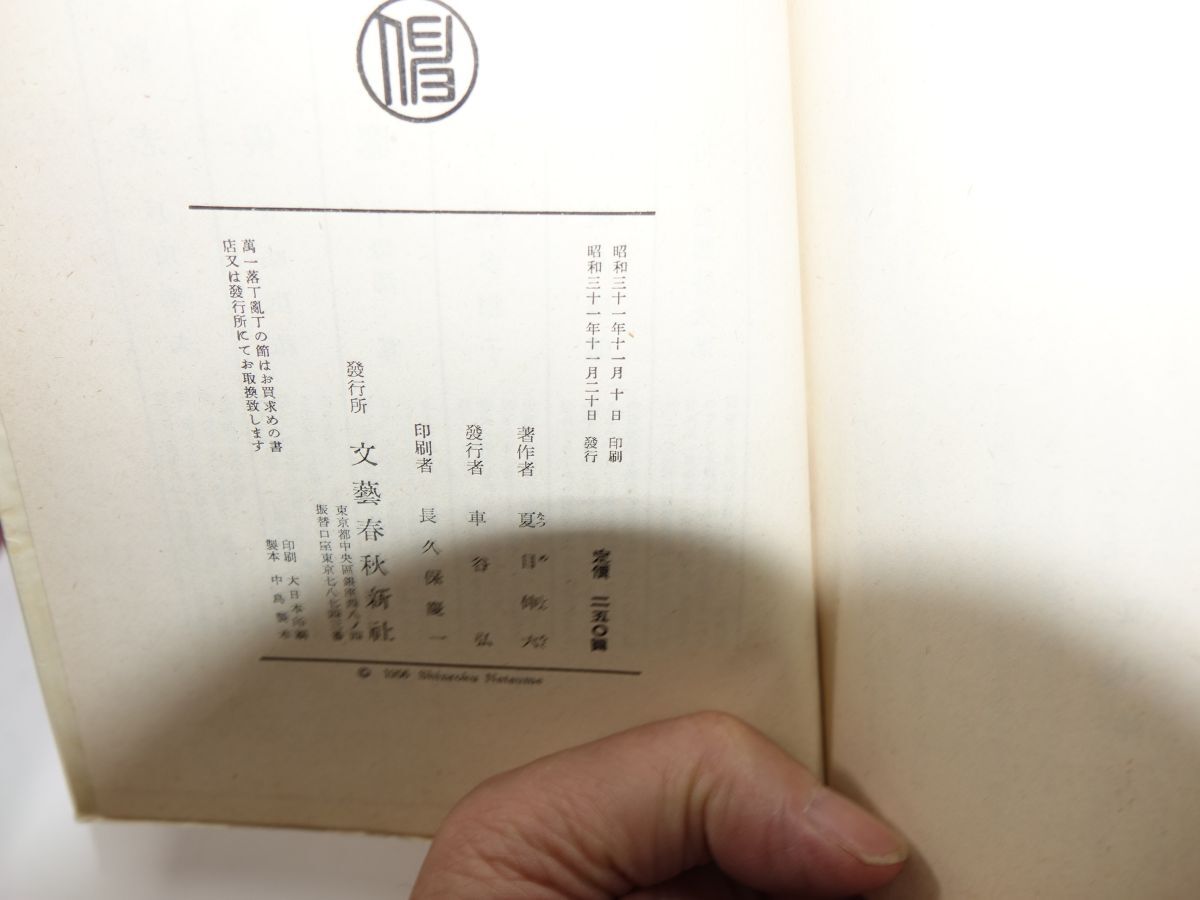 昭和三十一年十一月 十 日 印刷
昭和三十一年十一月二十日 發行
定價 二五〇圓
著作者 夏目伸六
發行者 車谷弘
印刷者 長久保慶一
發行所 文藝春秋新社
東京都中央區銀座西八ノ四
振替口座東京七八七四三番
印刷 大日本印刷
製本 中島製本
萬一落丁亂丁の節はお買求めの書
店又は發行所にてお取換致します
© 1956 Shinroku Natsume